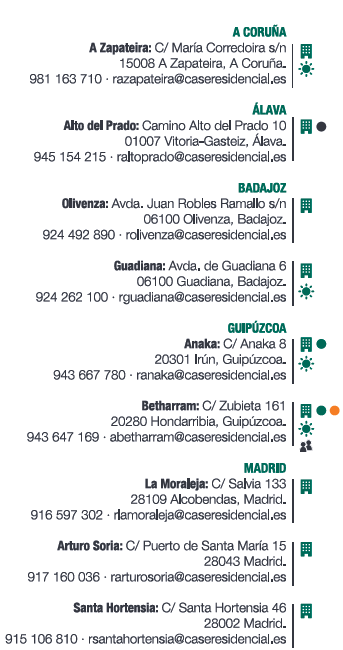 A CORUÑA
A Zapateira: C/ María Corredoira s/n
15008 A Zapateira, A Coruña.
981 163 710 · razapateira@caseresidencial.es
ÁLAVA
Alto del Prado: Camino Alto del Prado 10
01007 Vitoria-Gasteiz, Álava.
945 154 215 · raltoprado@caseresidencial.es
BADAJOZ
Olivenza: Avda. Juan Robles Ramallo s/n
06100 Olivenza, Badajoz.
924 492 890 · rolivenza@caseresidencial.es
Guadiana: Avda. de Guadiana 6
06100 Guadiana, Badajoz.
924 262 100 · rguadiana@caseresidencial.es
GUIPÚZCOA
Anaka: C/ Anaka 8
20301 Irún, Guipúzcoa.
943 667 780 · ranaka@caseresidencial.es
Betharram: C/ Zubieta 161
20280 Hondarribia, Guipúzcoa.
943 647 169 · abetharram@caseresidencial.es
MADRID
La Moraleja: C/ Salvia 133
28109 Alcobendas, Madrid.
916 597 302 · rlamoraleja@caseresidencial.es
Arturo Soria: C/ Puerto de Santa María 15
28043 Madrid.
917 160 036 · rarturosoria@caseresidencial.es
Santa Hortensia: C/ Santa Hortensia 46
28002 Madrid.
915 106 810 · rsantahortensia@caseresidencial.es